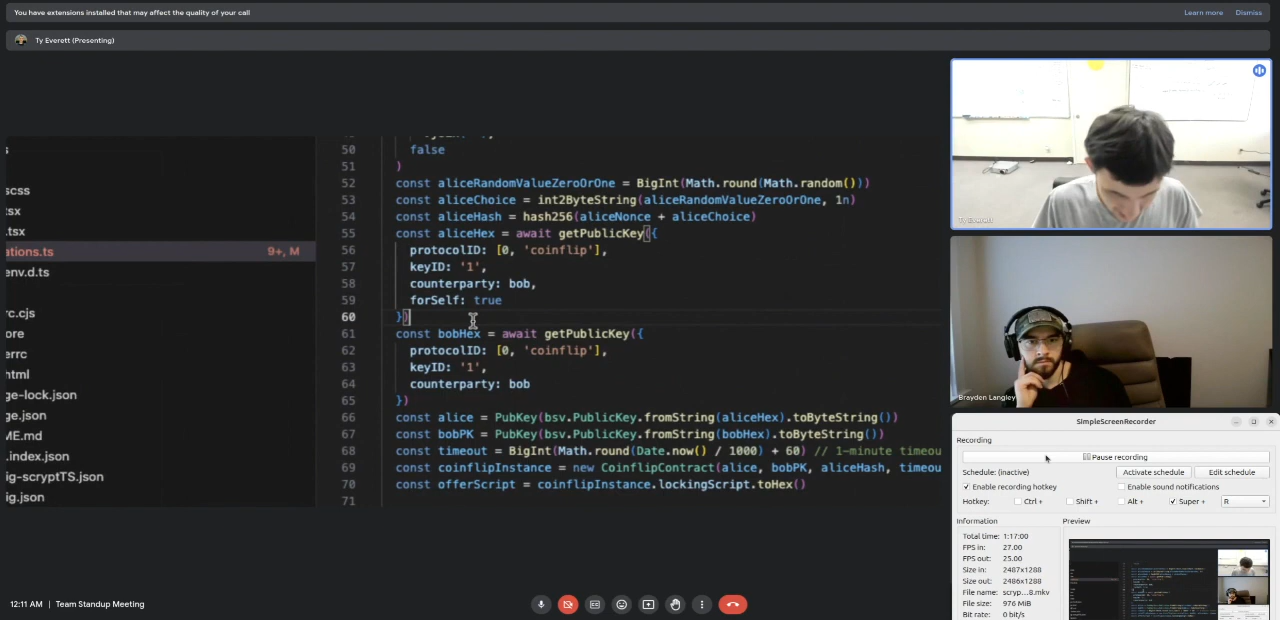 You have extensions installed that may affect the quality of your call
Learn more
Dismiss
Ty Everett (Presenting)
scss
tsx
.tsx
ations.ts
9+, M
env.d.ts
rc.cjs
ore
errc
html
ge-lock.json
ge.json
ME.md
.index.json
ig-scryptTS.json
ig.json
50 false
51 )
52 const aliceRandomValueZeroOrOne = BigInt(Math.round(Math.random()))
53 const aliceChoice = int2ByteString(aliceRandomValueZeroOrOne, 1n)
54 const aliceHash = hash256(aliceNonce + aliceChoice)
55 const aliceHex = await getPublicKey({
56 protocolID: [0, 'coinflip'],
57 keyID: '1',
58 counterparty: bob,
59 forSelf: true
60 })
61 const bobHex = await getPublicKey({
62 protocolID: [0, 'coinflip'],
63 keyID: '1',
64 counterparty: bob
65 })
66 const alice = PubKey(bsv.PublicKey.fromString(aliceHex).toByteString())
67 const bobPK = PubKey(bsv.PublicKey.fromString(bobHex).toByteString())
68 const timeout = BigInt(Math.round(Date.now() / 1000) + 60) // 1-minute timeou
69 const coinflipInstance = new CoinflipContract(alice, bobPK, aliceHash, timeou
70 const offerScript = coinflipInstance.lockingScript.toHex()
71
Ty Everett
Brayden Langley
SimpleScreenRecorder
Recording
Pause recording
Schedule: (inactive)
Activate schedule
Edit schedule
Enable recording hotkey
Enable sound notifications
Hotkey:
Ctrl +
Shift +
Alt +
Super +
R
Information
Preview
Total time: 1:17:00
FPS in: 27.00
FPS out: 25.00
Size in: 2487x1288
Size out: 2486x1288
File name: scryp...8.mkv
File size: 976 MiB
Bit rate: 0 bit/s
12:11 AM | Team Standup Meeting